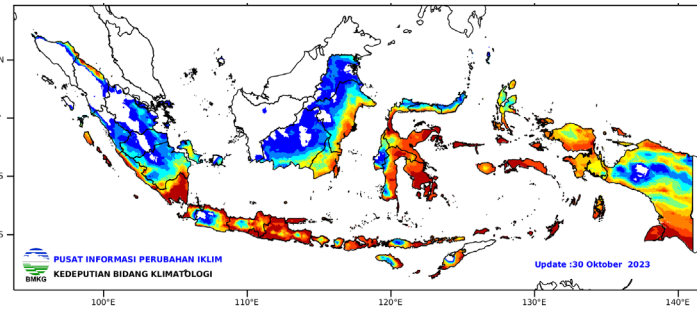 N
S
S
PUSAT INFORMASI PERUBAHAN IKLIM
KEDEPUTIAN BIDANG KLIMATOLOGI
BMKG
Update :30 Oktober 2023
100°E
110°E
120°E
130°E
140°E